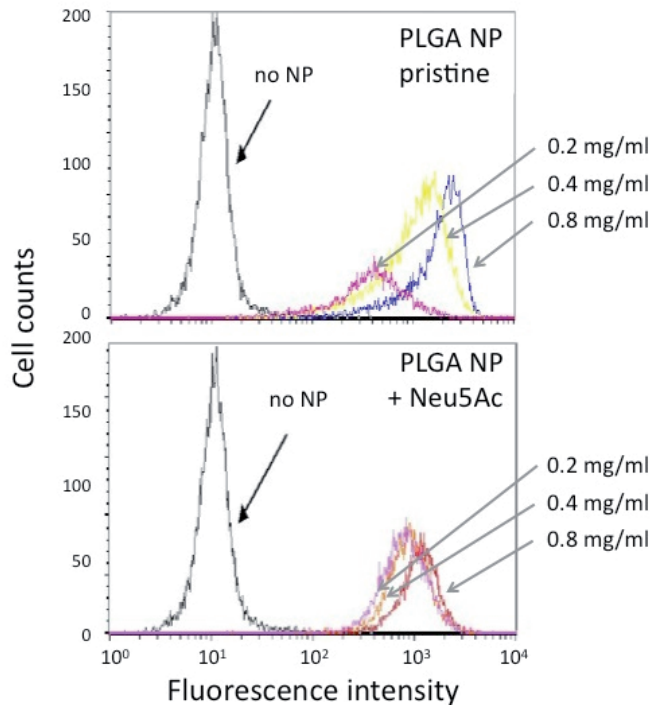 200
150
100
50
0
Cell counts
PLGA NP
pristine
no NP
0.2 mg/ml
0.4 mg/ml
0.8 mg/ml
200
150
100
50
0
PLGA NP
+ Neu5Ac
no NP
0.2 mg/ml
0.4 mg/ml
0.8 mg/ml
10⁰ 10¹ 10² 10³ 10⁴
Fluorescence intensity